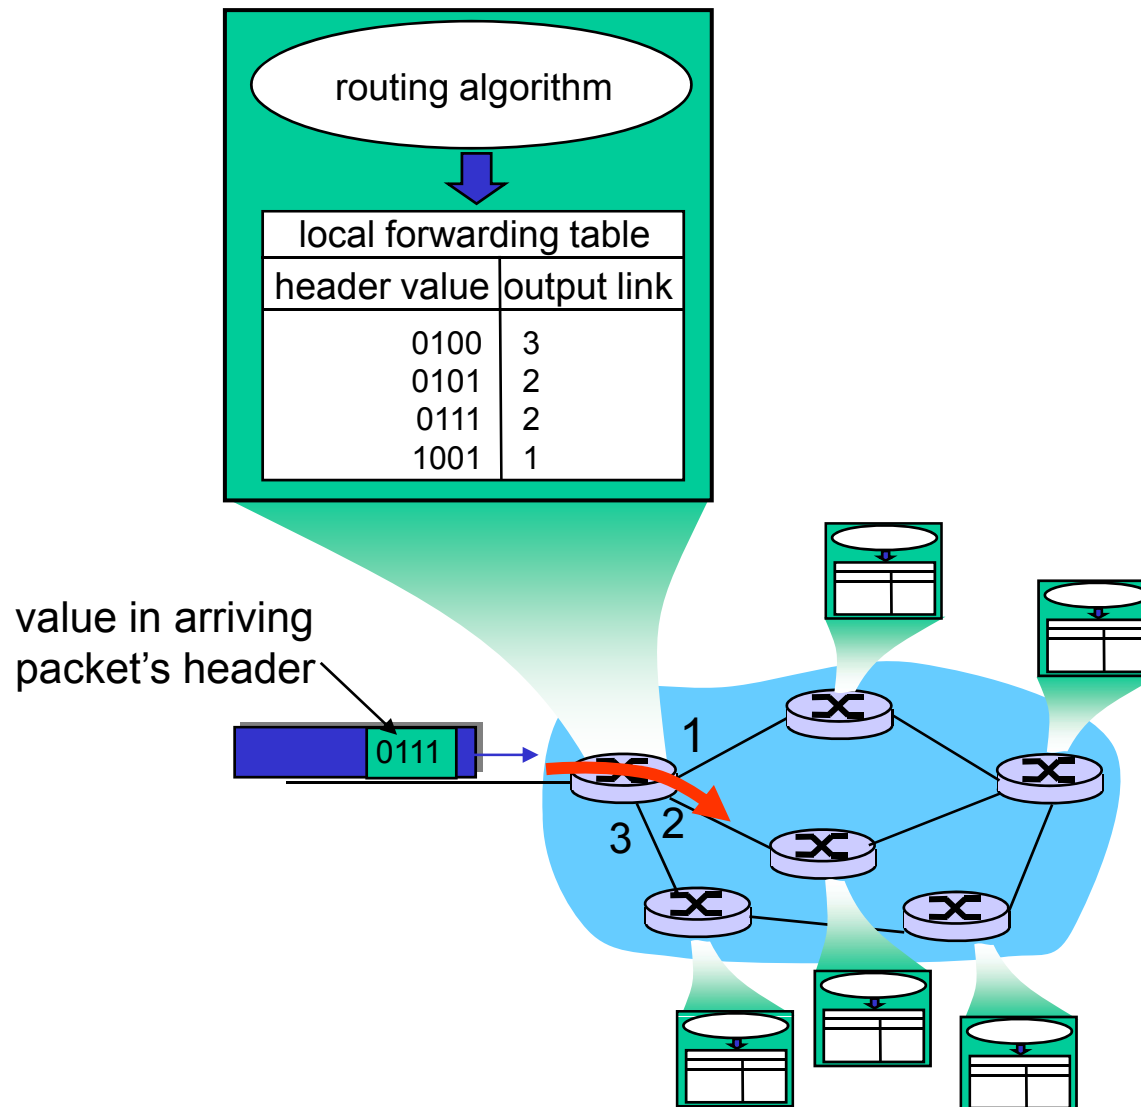 routing algorithm
local forwarding table
header value output link
0100 3
0101 2
0111 2
1001 1
value in arriving
packet's header
0111
1
2
3